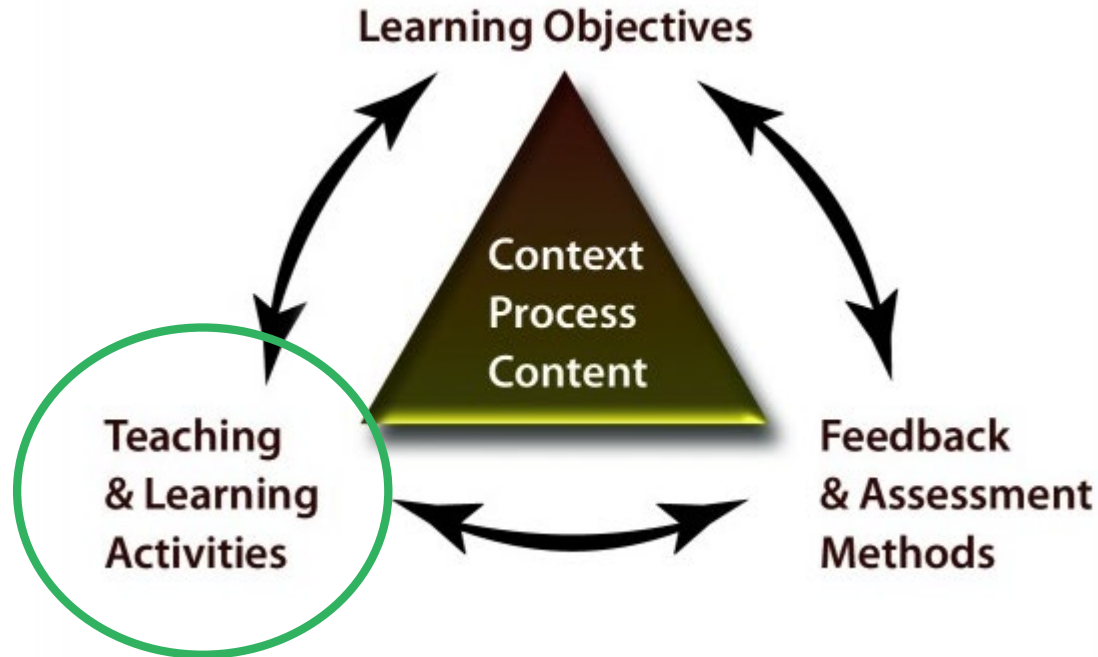 Learning Objectives
Context
Process
Content
Teaching
& Learning
Activities
Feedback
& Assessment
Methods